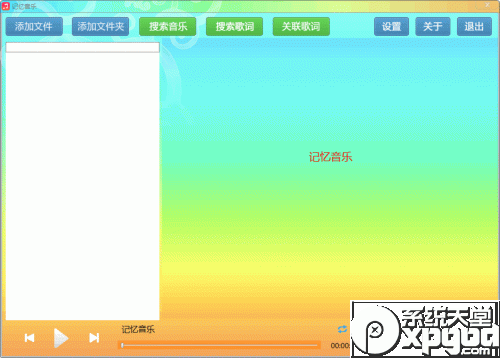 记忆音乐
添加文件 添加文件夹 搜索音乐 搜索歌词 关联歌词 设置 关于 退出
记忆音乐
记忆音乐
00:00
系统天堂
pxpgod